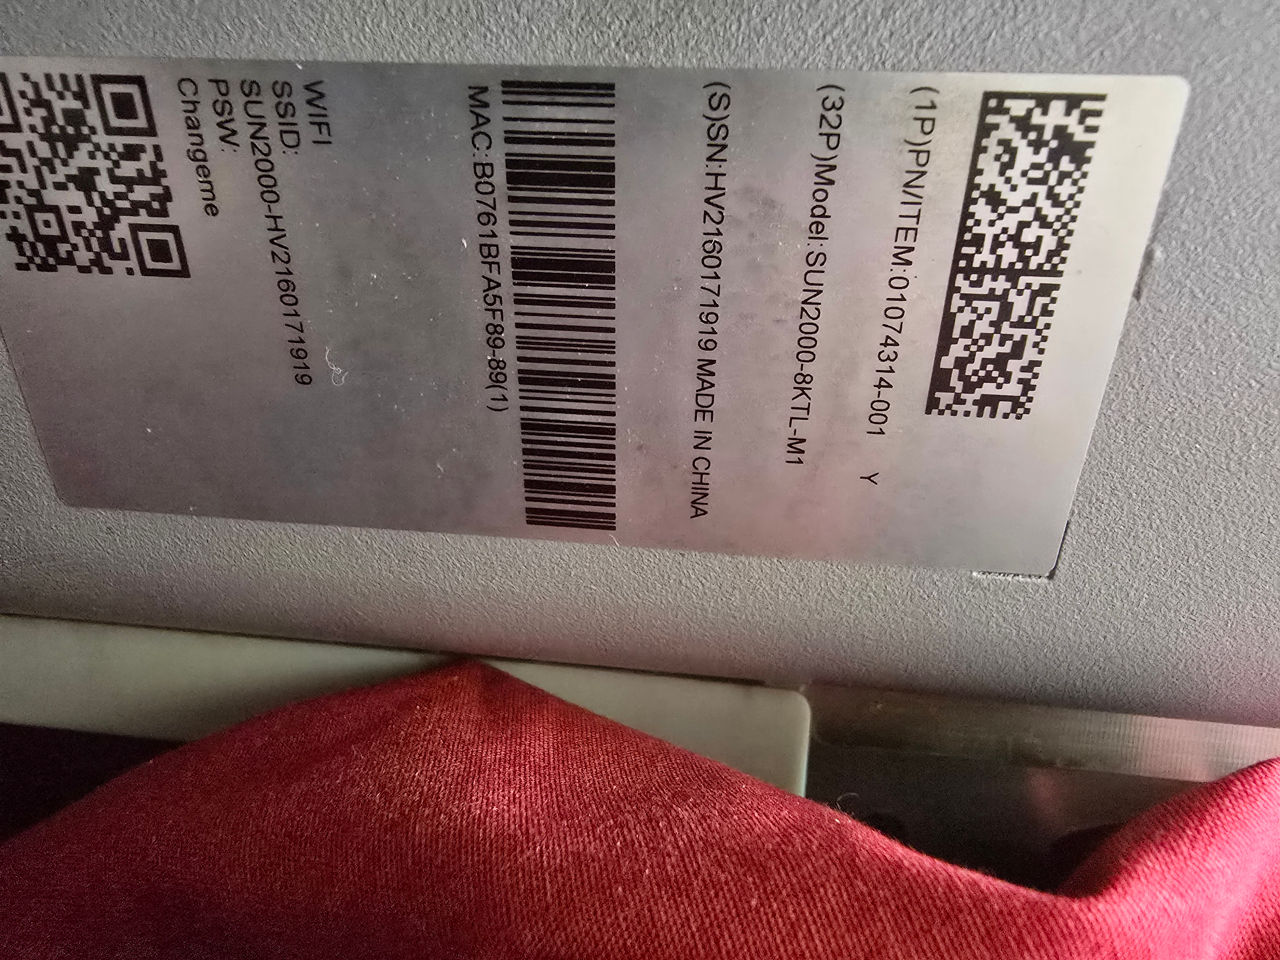 (1P)PN/ITEM:01074314-001 Y
(32P)Model:SUN2000-8KTL-M1
(S)SN:HV2160171919 MADE IN CHINA
MAC:B0761BFA5F89-89(1)
WIFI
SSID:
SUN2000-HV2160171919
PSW:
Changeme